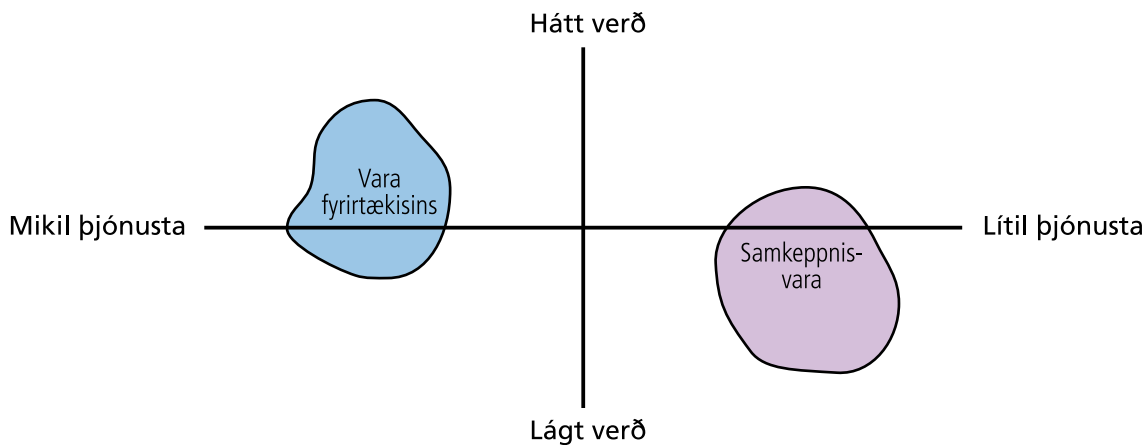 Hátt verð
Vara
fyrirtækisins
Mikil þjónusta
Lítil þjónusta
Samkeppnis-
vara
Lágt verð